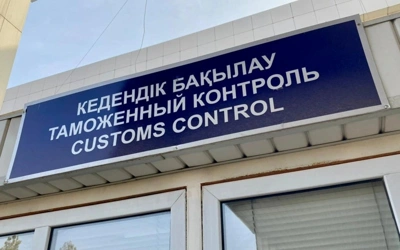 КЕДЕНДІК БАҚЫЛАУ
ТАМОЖЕННЫЙ КОНТРОЛЬ
CUSTOMS CONTROL